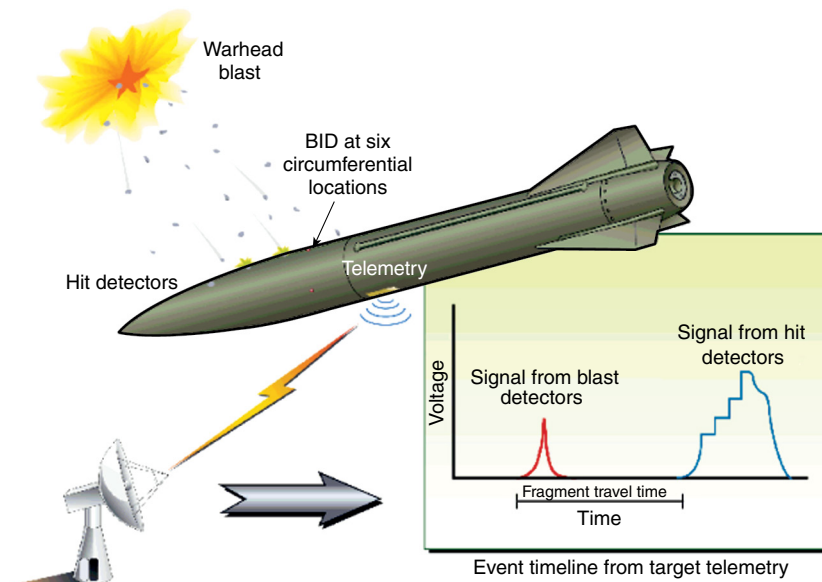 Warhead
blast
BID at six
circumferential
locations
Hit detectors
Telemetry
Signal from hit
detectors
Signal from blast
detectors
Voltage
Fragment travel time
Time
Event timeline from target telemetry